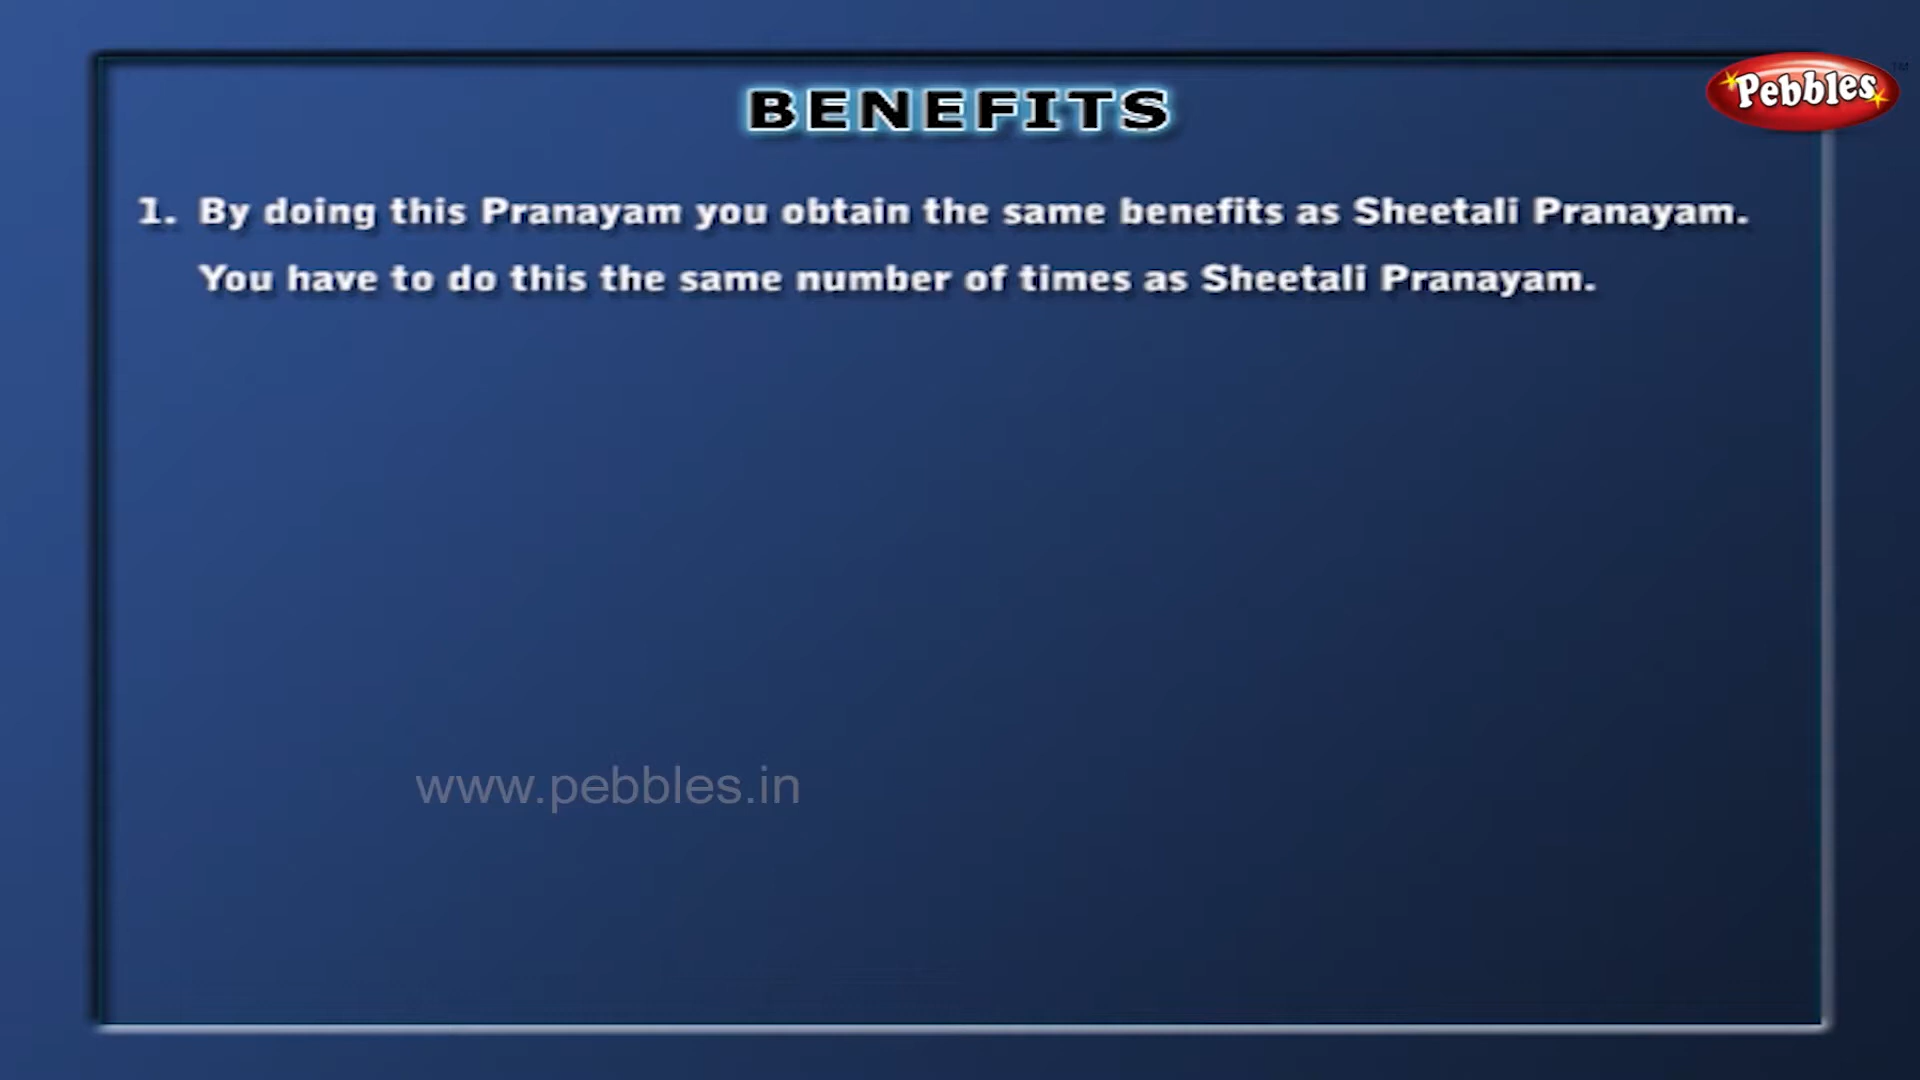 BENEFITS
Pebbles TM
1. By doing this Pranayam you obtain the same benefits as Sheetali Pranayam.
You have to do this the same number of times as Sheetali Pranayam.
www.pebbles.in